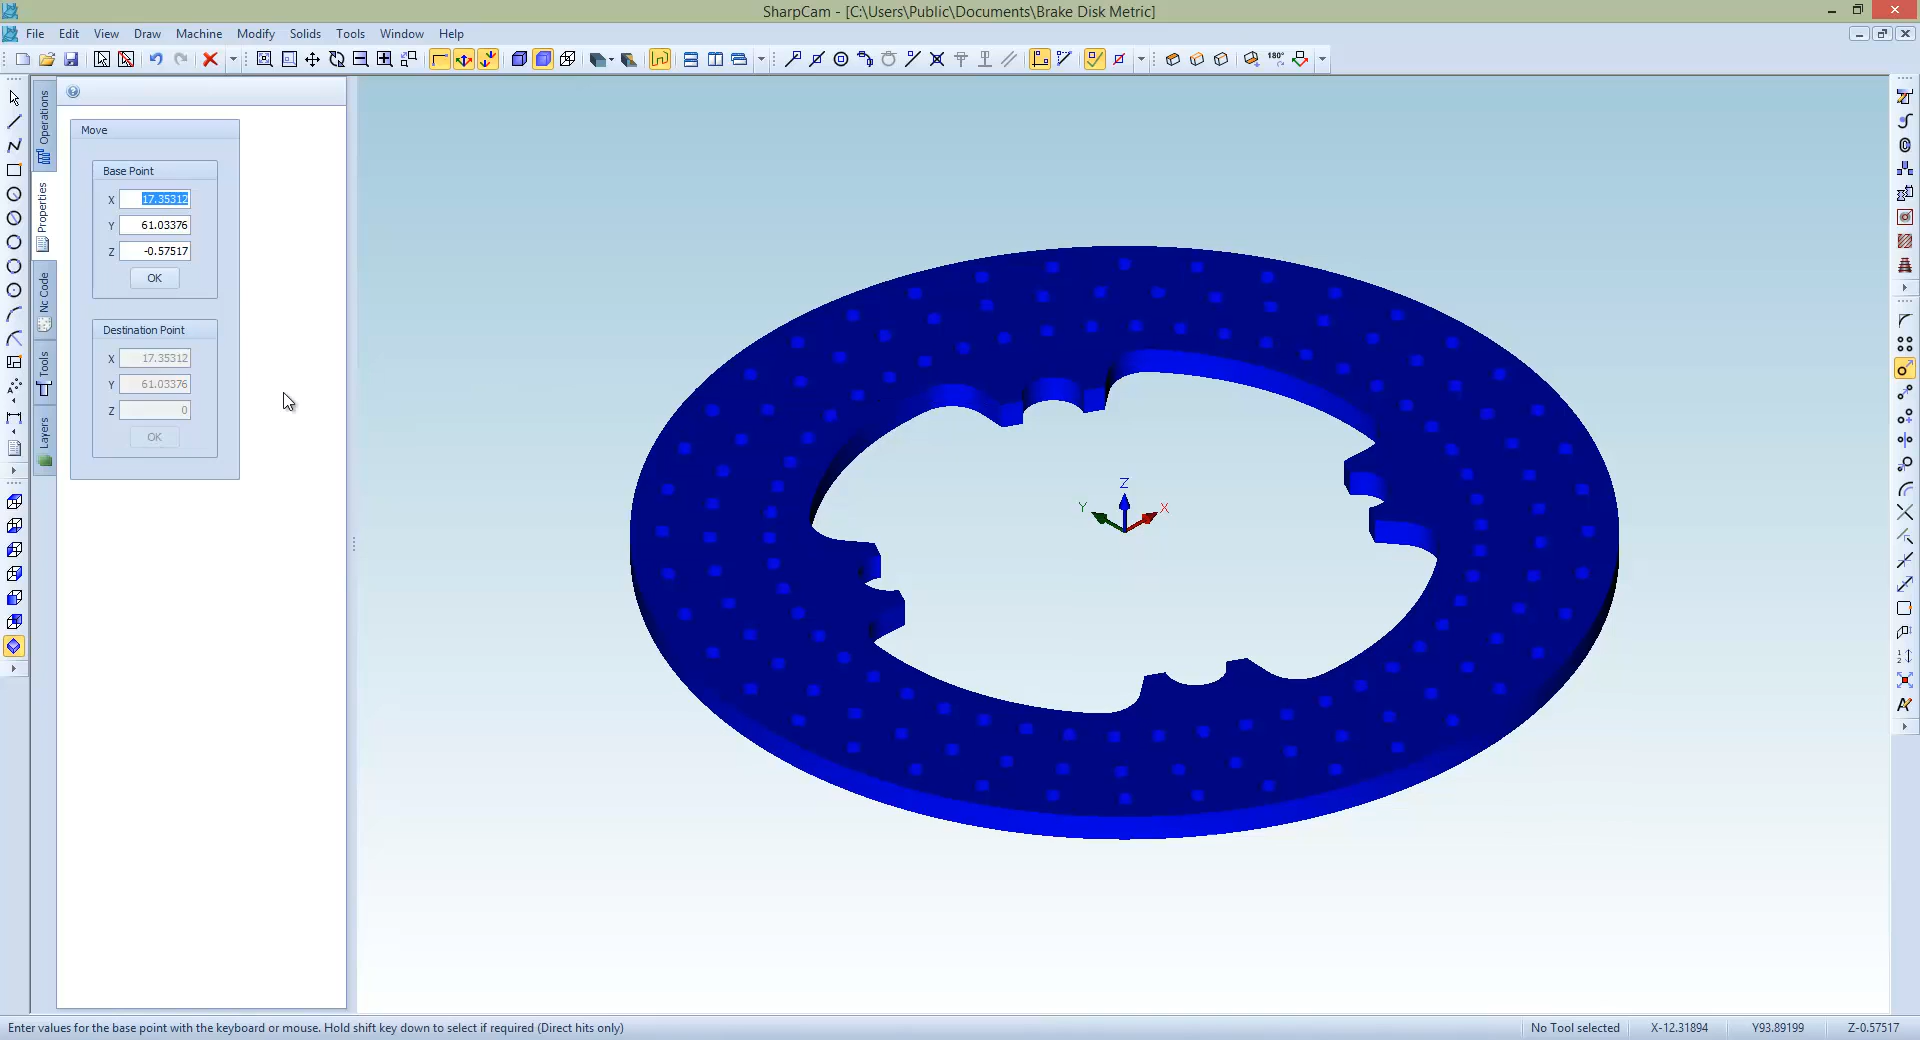 SharpCam - [C:\Users\Public\Documents\Brake Disk Metric]
File Edit View Draw Machine Modify Solids Tools Window Help
180°
Operations
Properties
Nc Code
Tools
Layers
Move
Base Point
X 17.35312
Y 61.03376
Z -0.57517
OK
Destination Point
X 17.35312
Y 61.03376
Z 0
OK
Z
Y X
Enter values for the base point with the keyboard or mouse. Hold shift key down to select if required (Direct hits only)
No Tool selected X-12.31894 Y93.89199 Z-0.57517